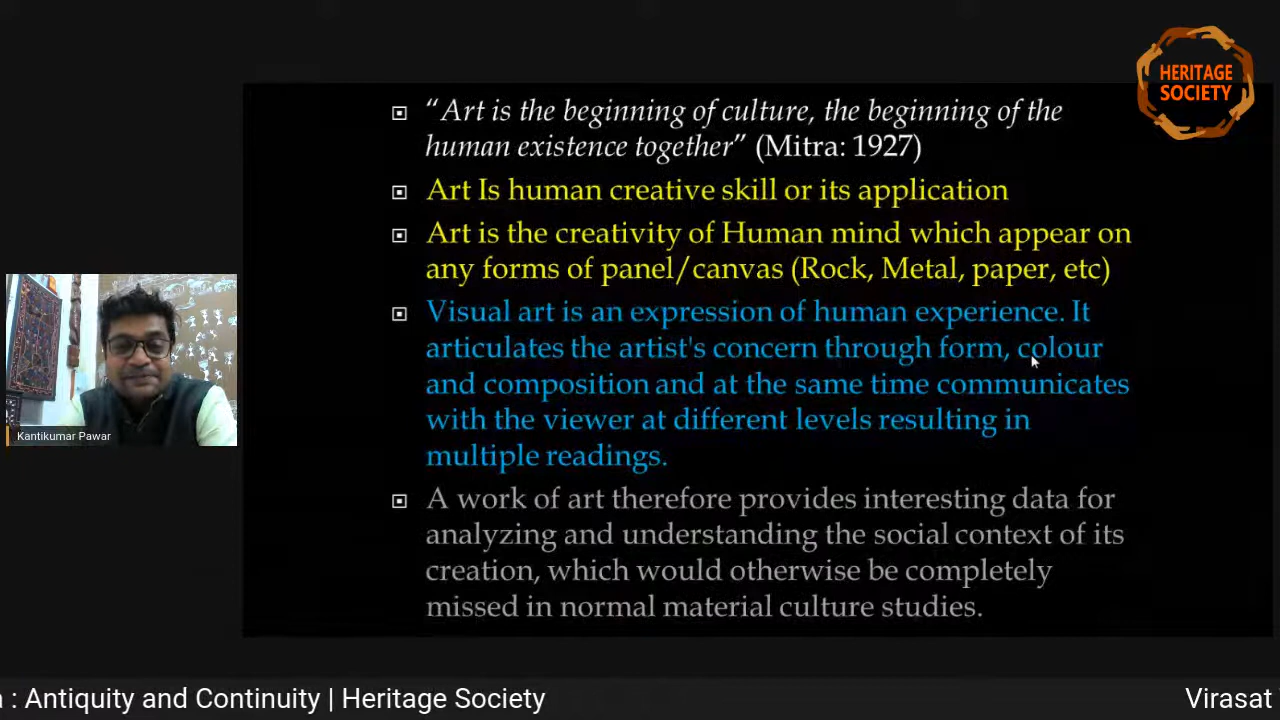 HERITAGE
SOCIETY
“Art is the beginning of culture, the beginning of the
human existence together” (Mitra: 1927)
Art Is human creative skill or its application
Art is the creativity of Human mind which appear on
any forms of panel/canvas (Rock, Metal, paper, etc)
Visual art is an expression of human experience. It
articulates the artist's concern through form, colour
and composition and at the same time communicates
with the viewer at different levels resulting in
multiple readings.
A work of art therefore provides interesting data for
analyzing and understanding the social context of its
creation, which would otherwise be completely
missed in normal material culture studies.
Kantikumar Pawar
: Antiquity and Continuity | Heritage Society Virasat